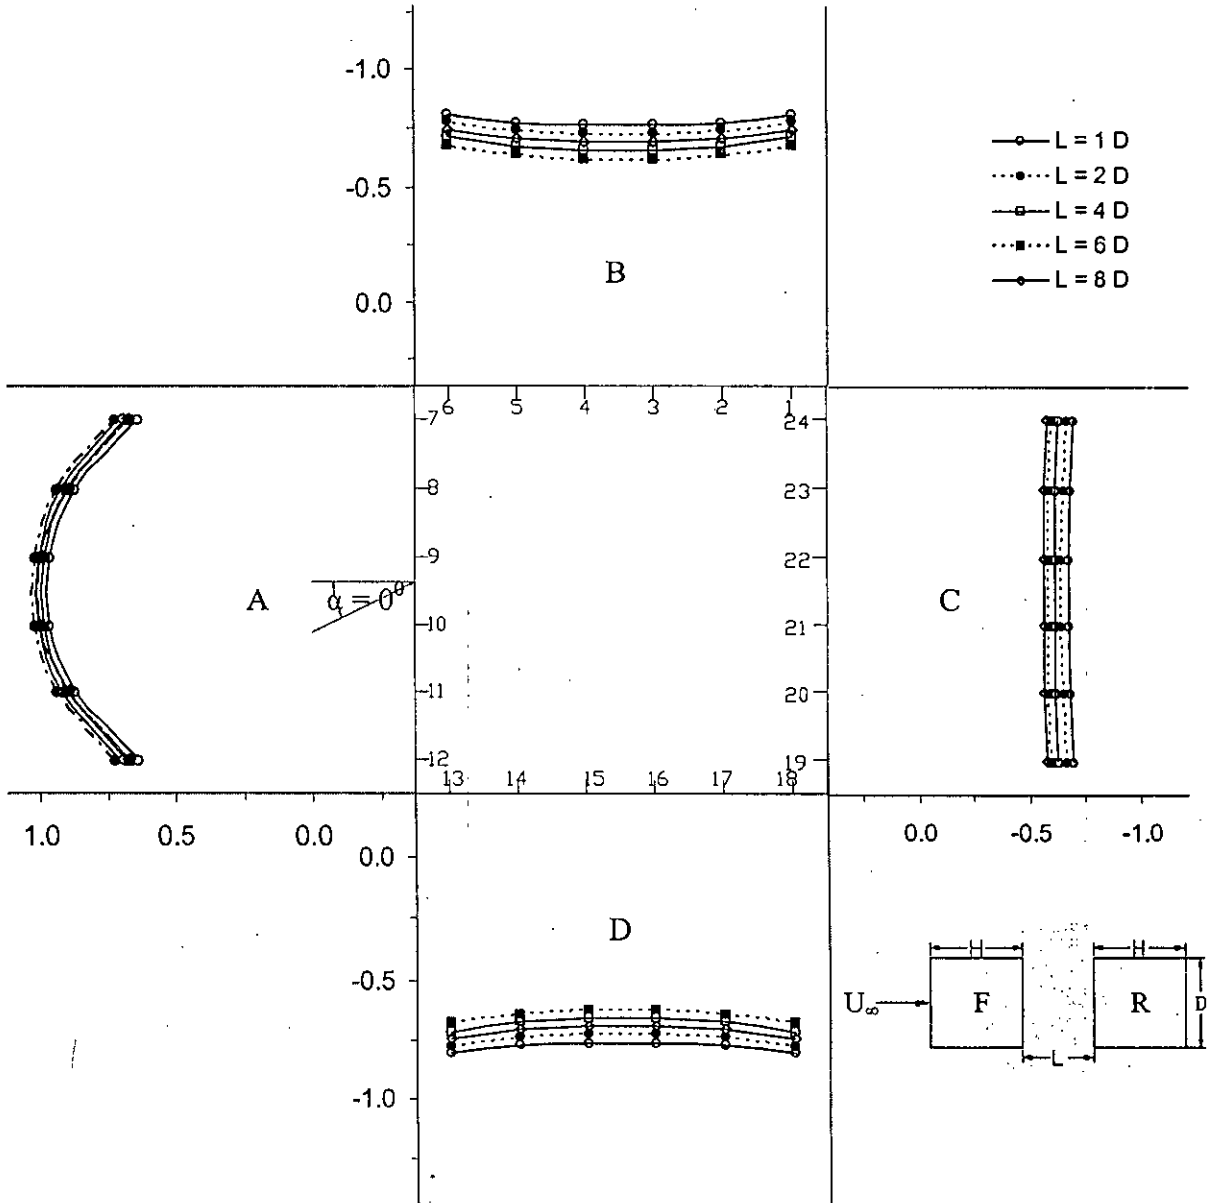 -1.0
-0.5
0.0
B
L = 1 D
L = 2 D
L = 4 D
L = 6 D
L = 8 D
6 5 4 3 2 1
7
8
9
10
11
12
A
α = 0⁰
24
23
22
21
20
19
C
13 14 15 16 17 18
1.0 0.5 0.0
0.0 -0.5 -1.0
0.0
-0.5
-1.0
D
H H
U∞ F R D
L